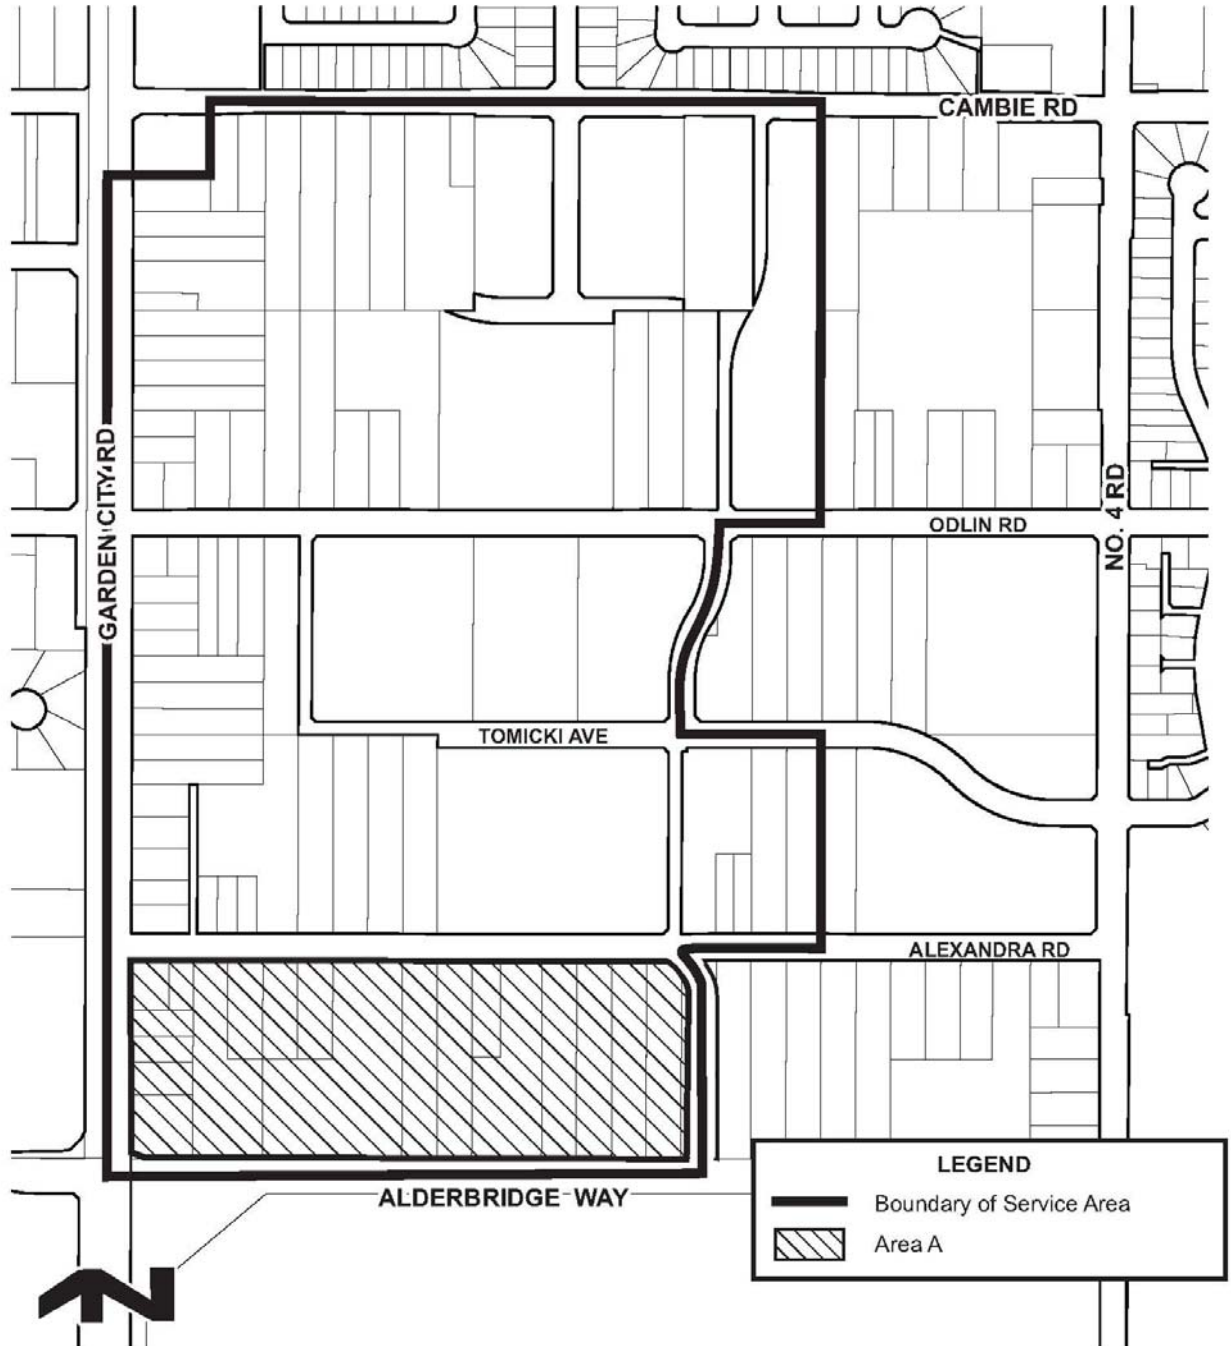 CAMBIE RD
GARDEN CITY RD
NO. 4 RD
ODLIN RD
TOMICKI AVE
ALEXANDRA RD
ALDERBRIDGE WAY
LEGEND
Boundary of Service Area
Area A
N